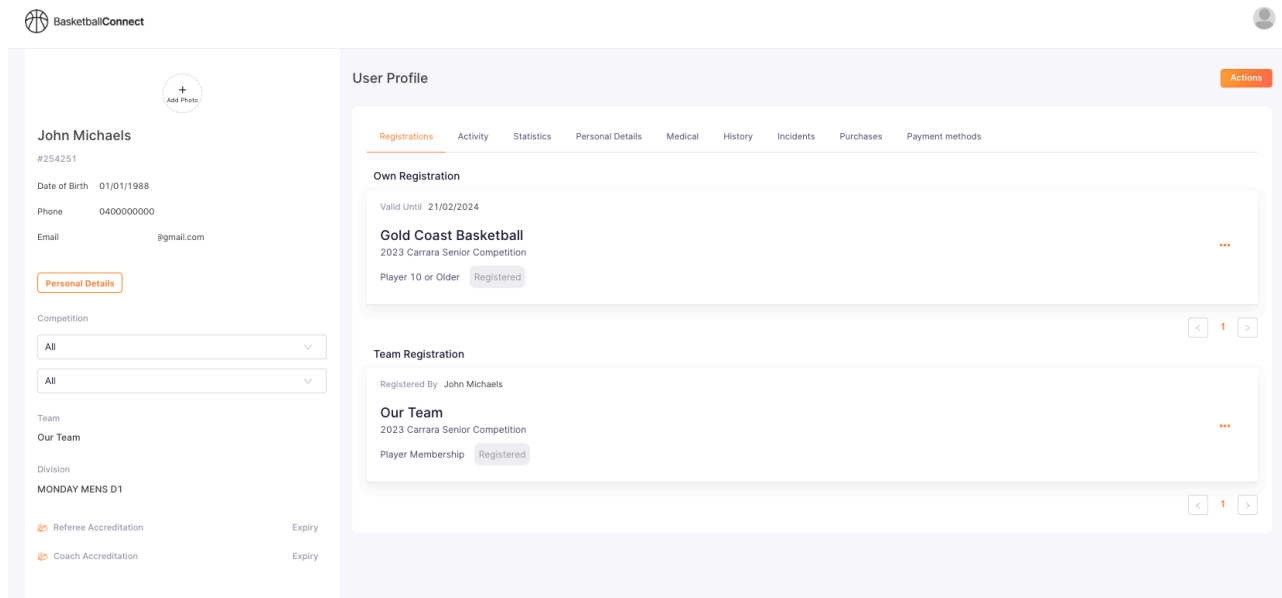 BasketballConnect
+
Add Photo
John Michaels
#254251
Date of Birth 01/01/1988
Phone 0400000000
Email @gmail.com
Personal Details
Competition
All
All
Team
Our Team
Division
MONDAY MENS D1
Referee Accreditation Expiry
Coach Accreditation Expiry
User Profile
Actions
Registrations Activity Statistics Personal Details Medical History Incidents Purchases Payment methods
Own Registration
Valid Until 21/02/2024
Gold Coast Basketball
2023 Carrara Senior Competition
Player 10 or Older Registered
< 1 >
Team Registration
Registered By John Michaels
Our Team
2023 Carrara Senior Competition
Player Membership Registered
< 1 >